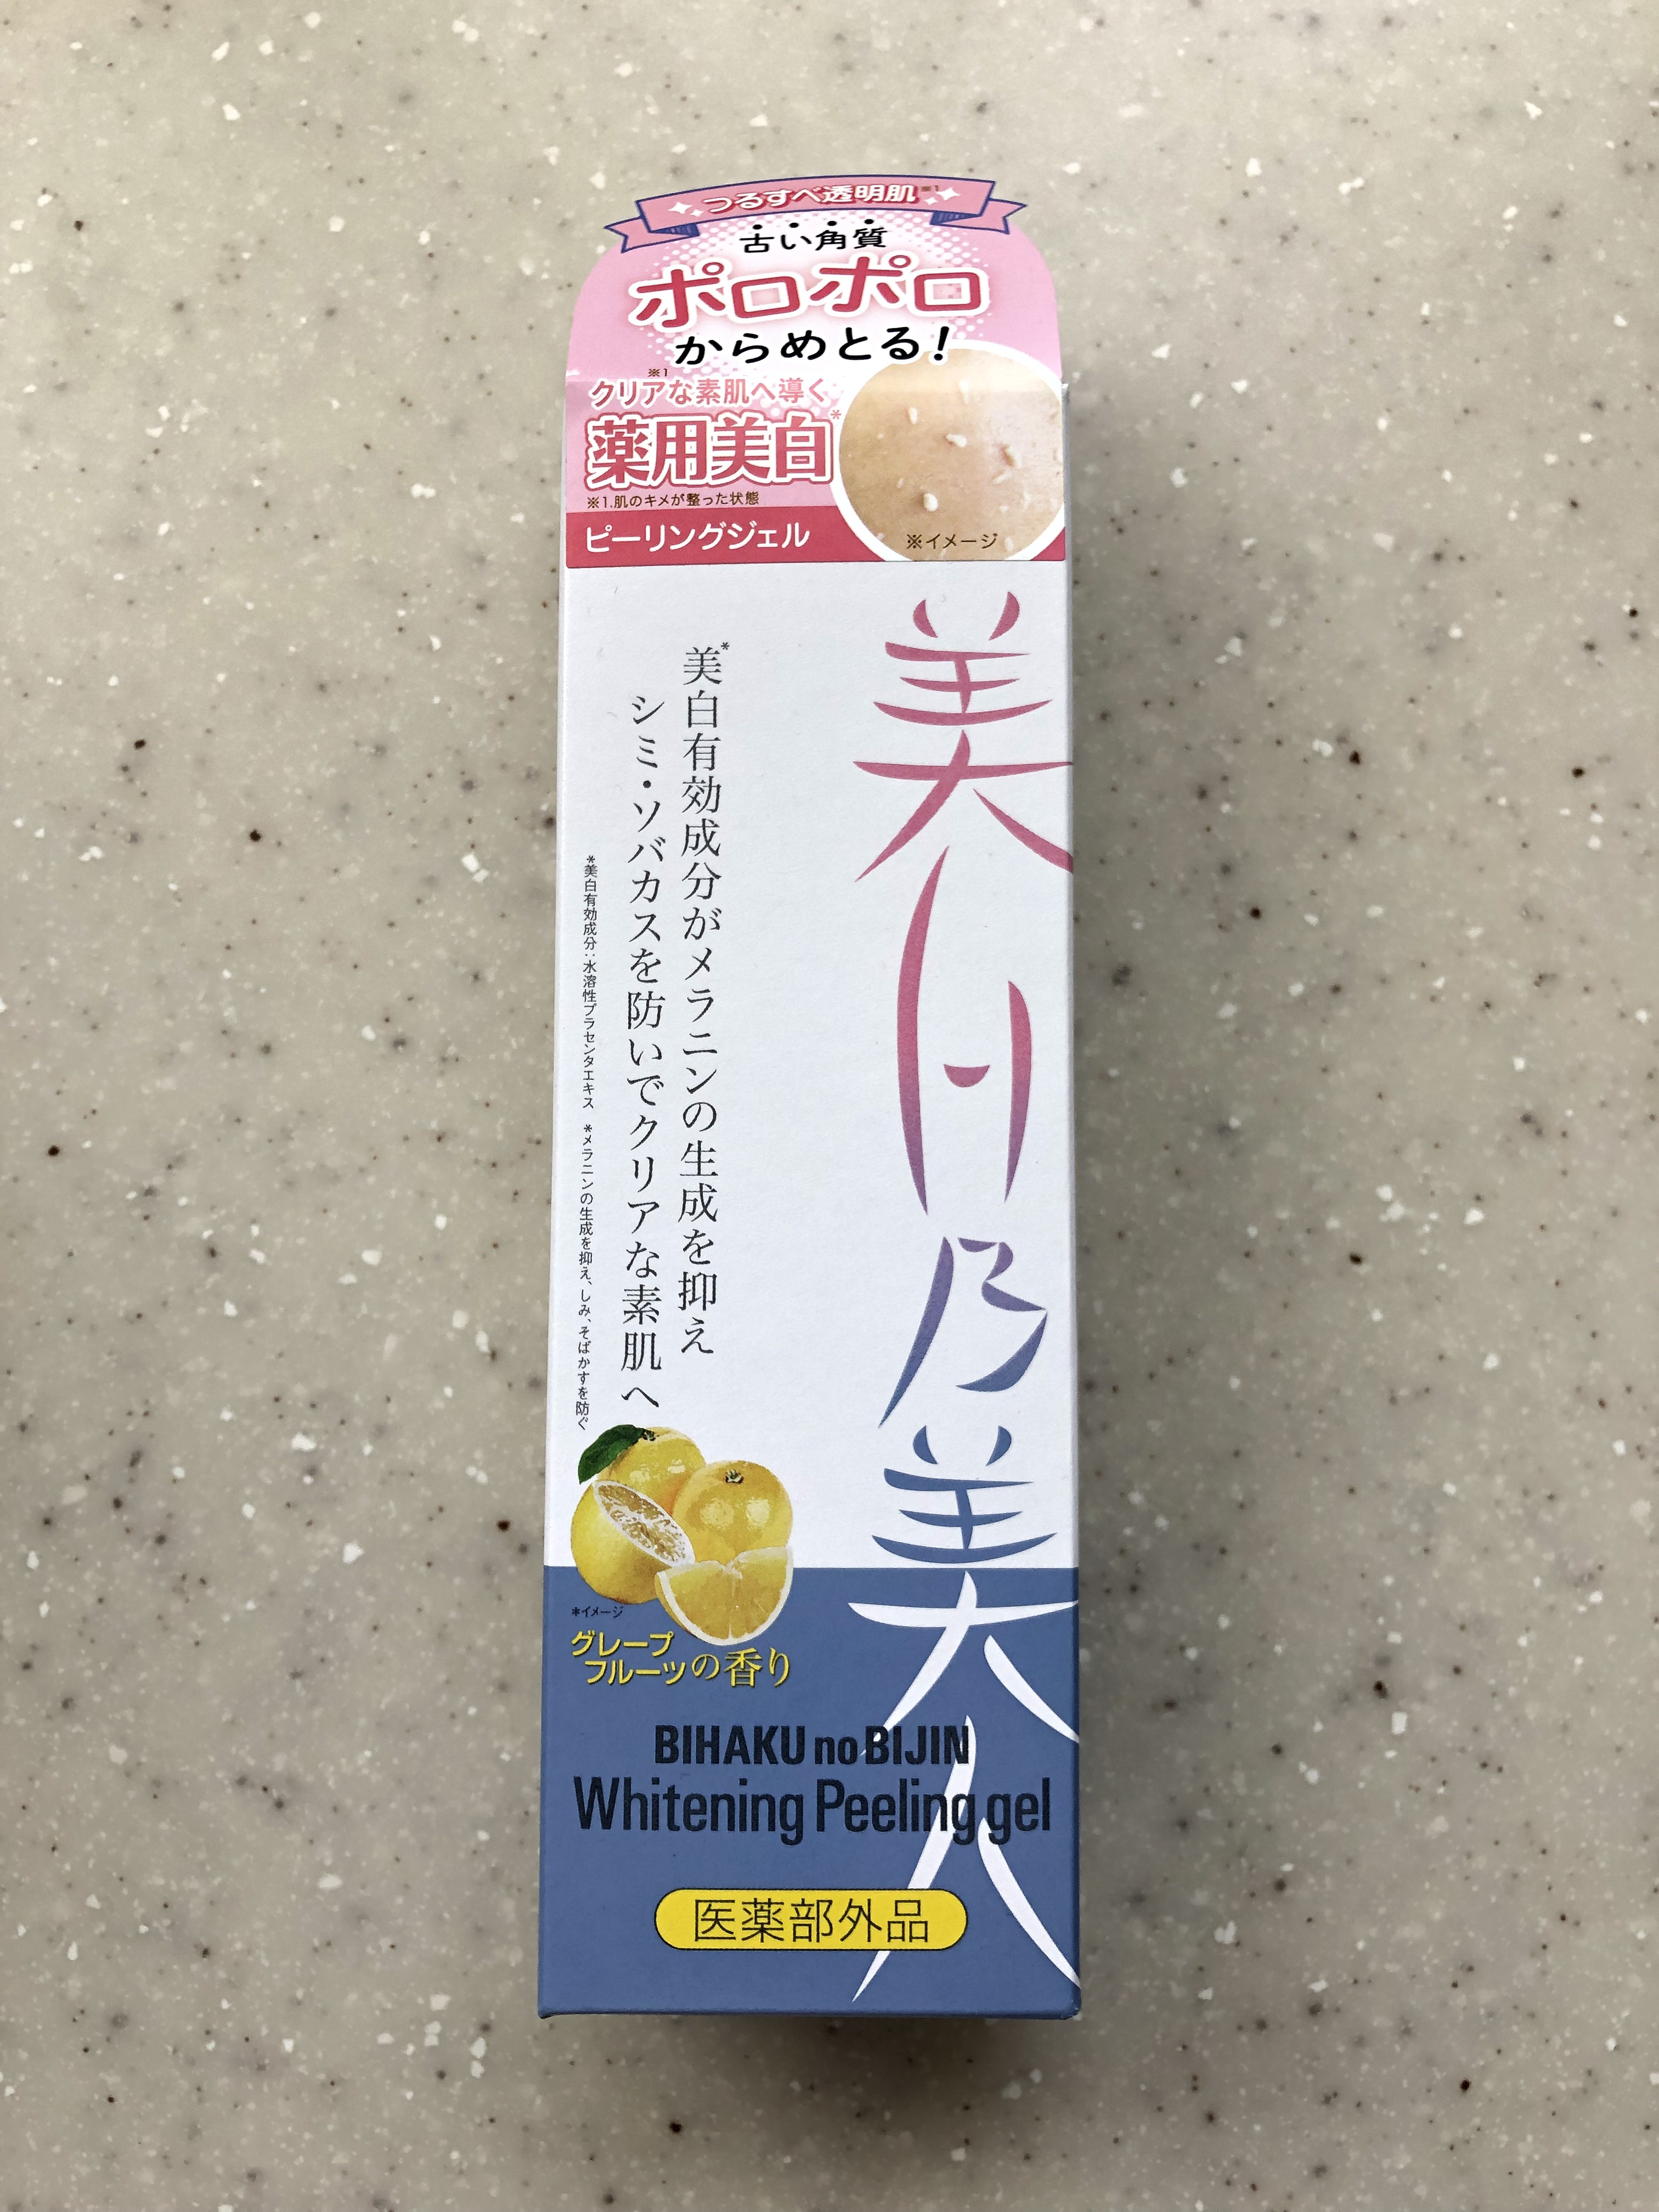 つるすべ透明肌※1
古い角質
ポロポロ
からめとる!
※1
クリアな素肌へ導く
薬用美白*
※1.肌のキメが整った状態
ピーリングジェル
※イメージ
美白乃美人
美*白有効成分がメラニンの生成を抑え
シミ・ソバカスを防いでクリアな素肌へ
*美白有効成分:水溶性プラセンタエキス *メラニンの生成を抑え、しみ、そばかすを防ぐ
*イメージ
グレープ
フルーツの香り
BIHAKU no BIJIN
Whitening Peeling gel
医薬部外品